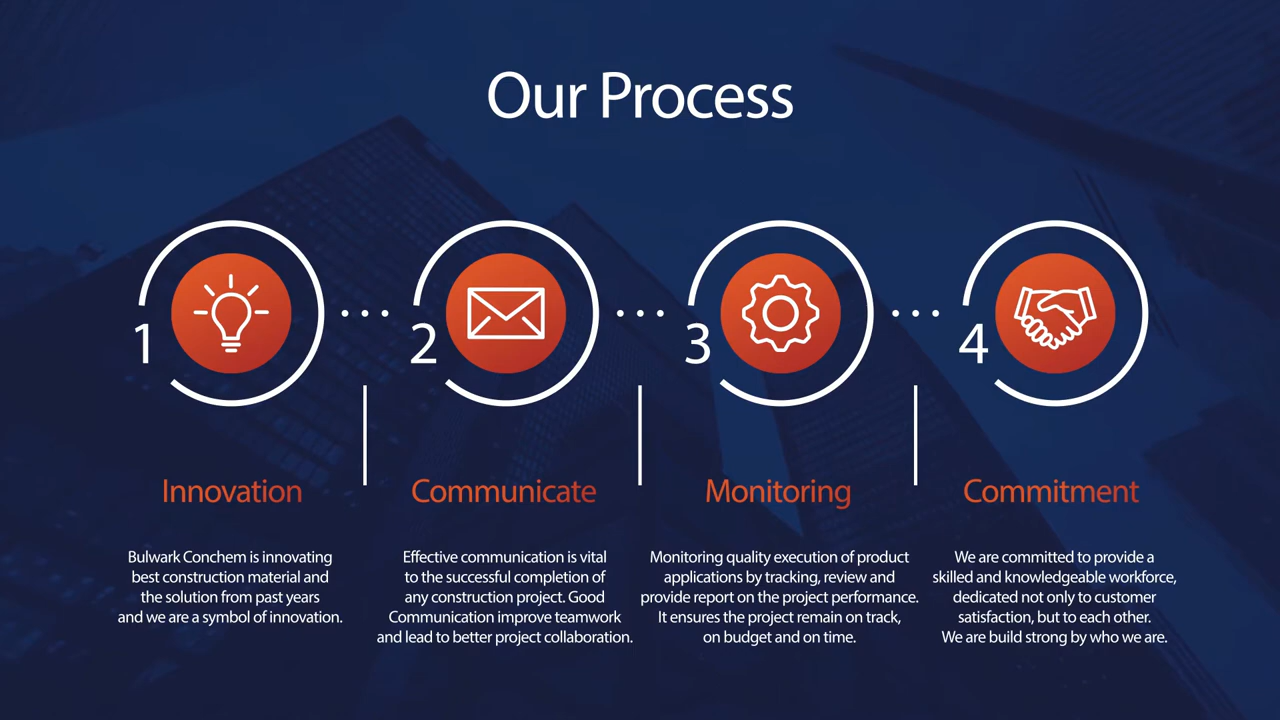 Our Process
1
2
3
4
Innovation
Bulwark Conchem is innovating
best construction material and
the solution from past years
and we are a symbol of innovation.
Communicate
Effective communication is vital
to the successful completion of
any construction project. Good
Communication improve teamwork
and lead to better project collaboration.
Monitoring
Monitoring quality execution of product
applications by tracking, review and
provide report on the project performance.
It ensures the project remain on track,
on budget and on time.
Commitment
We are committed to provide a
skilled and knowledgeable workforce,
dedicated not only to customer
satisfaction, but to each other.
We are build strong by who we are.